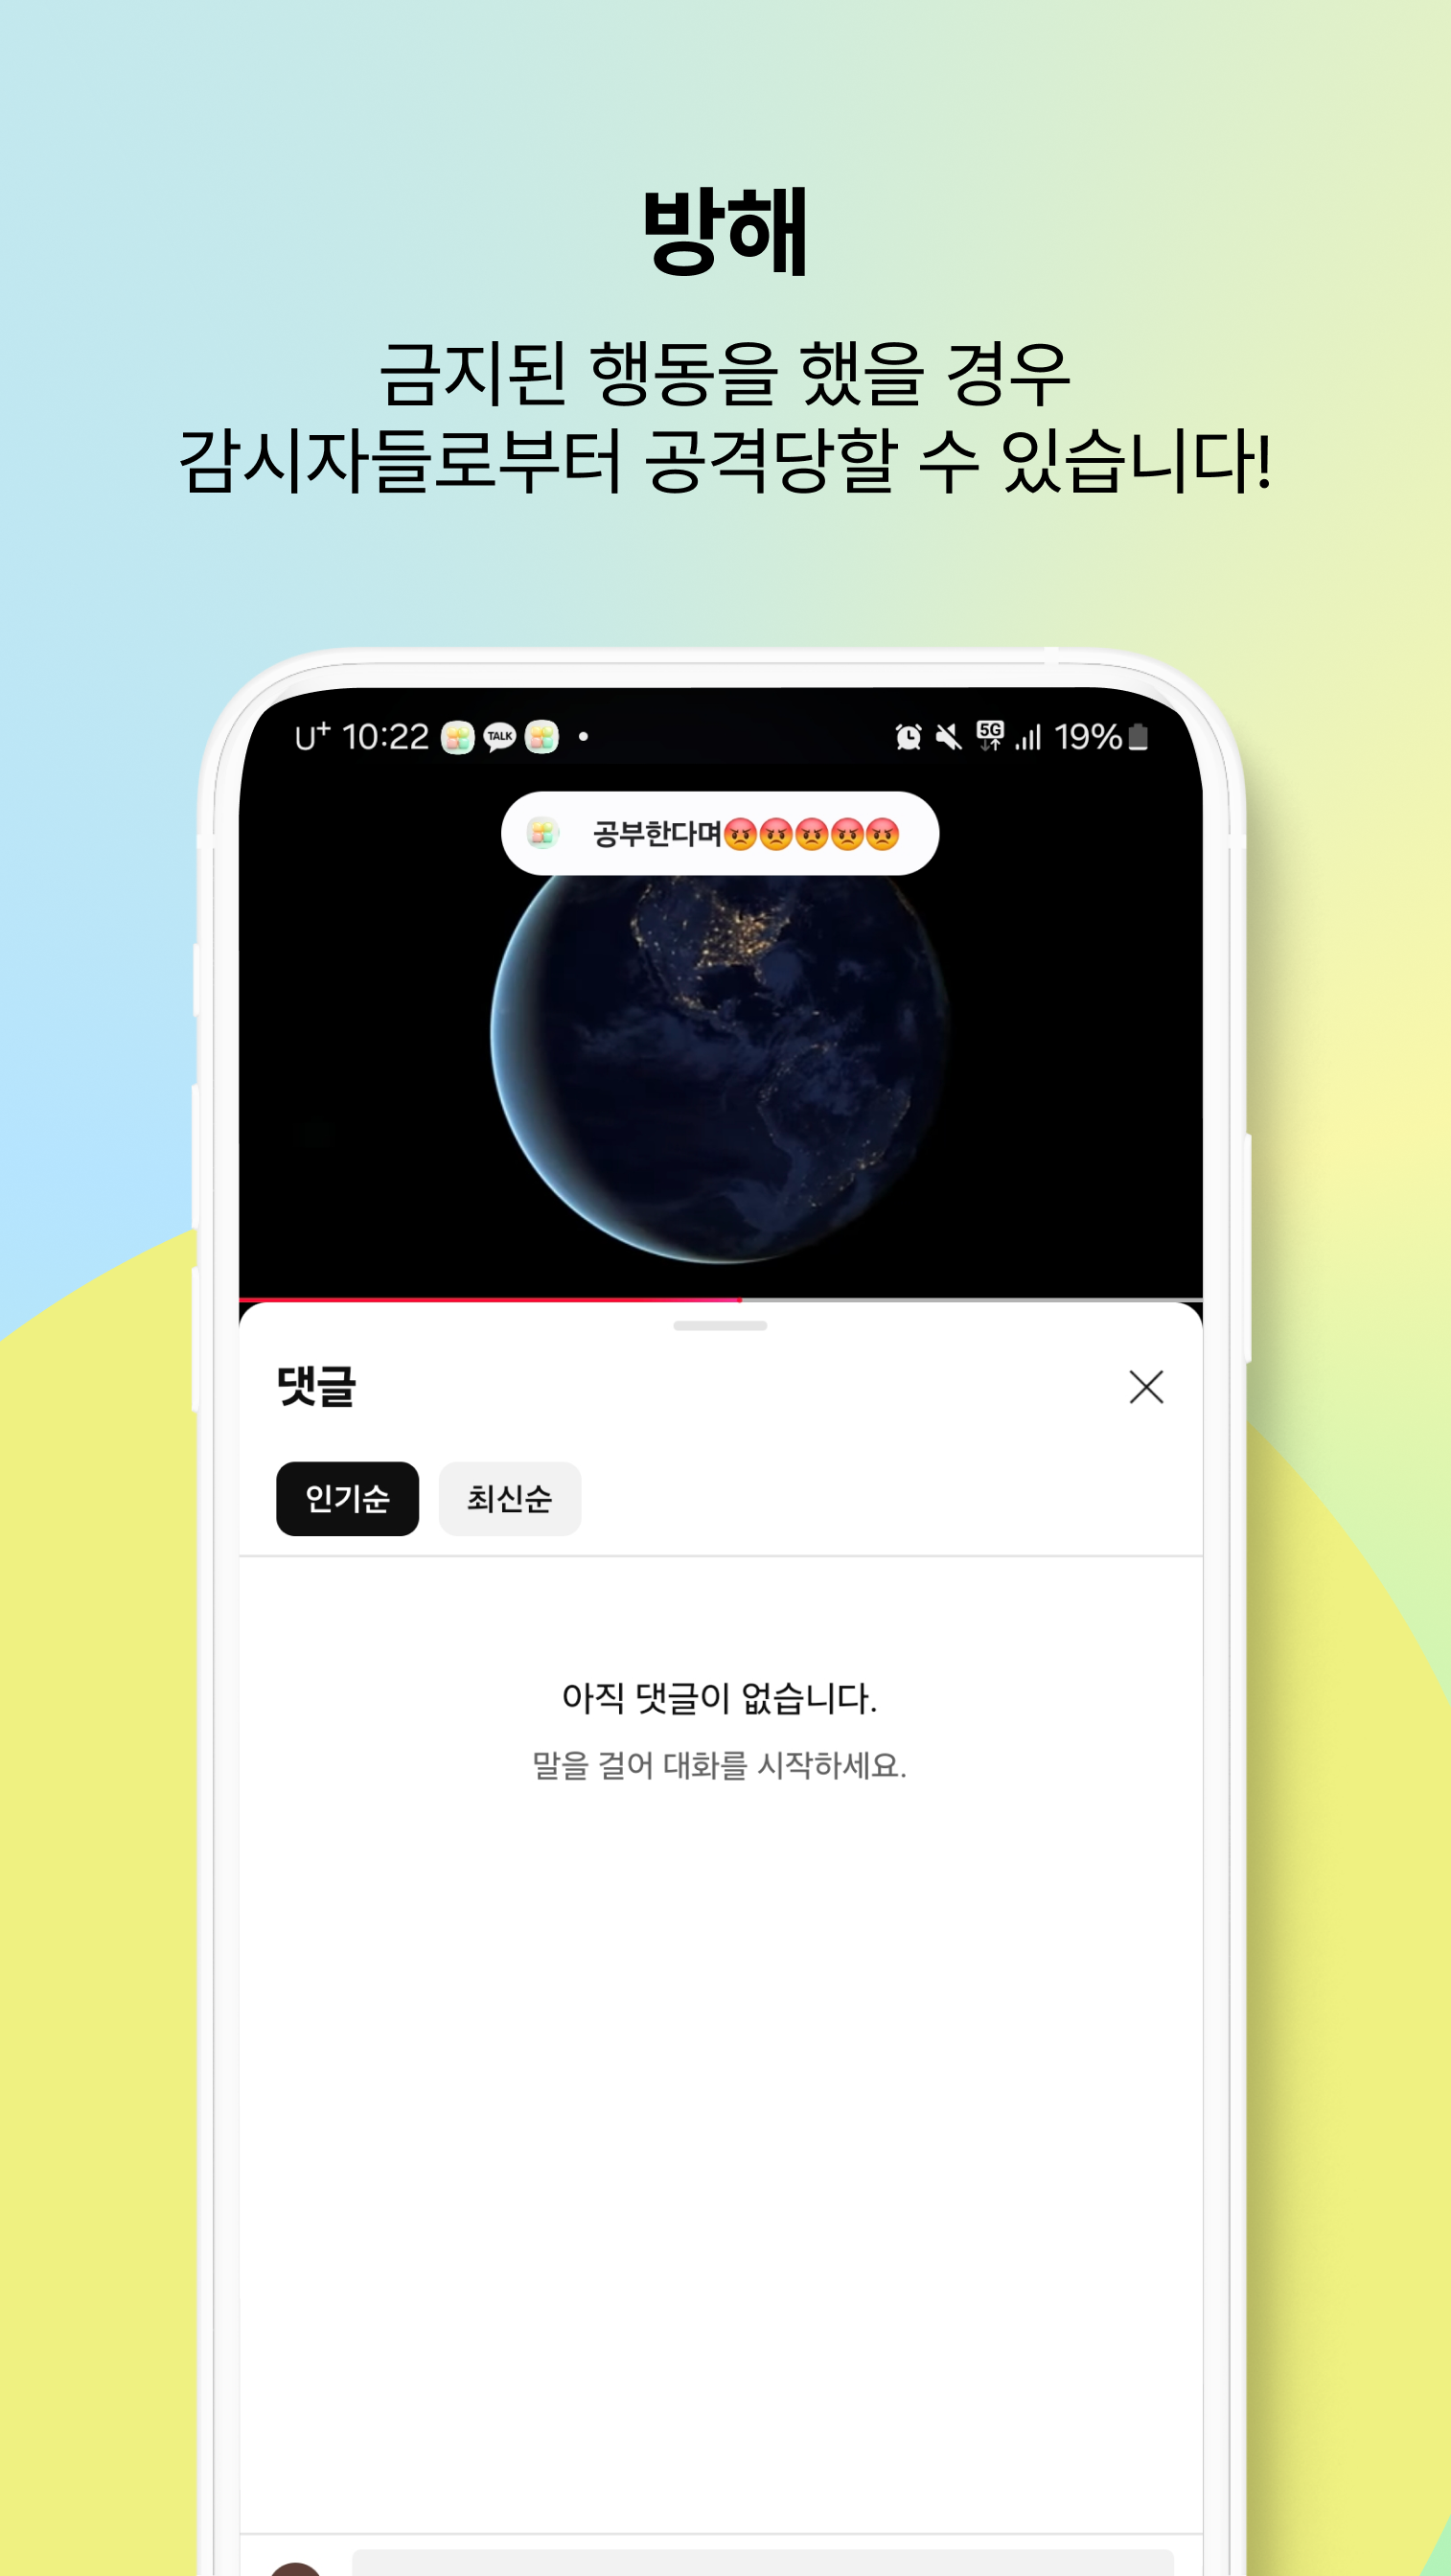 방해
금지된 행동을 했을 경우
감시자들로부터 공격당할 수 있습니다!
U+ 10:22 TALK • 5G 19%
공부한다며😡😡😡😡😡
댓글
인기순 최신순
아직 댓글이 없습니다.
말을 걸어 대화를 시작하세요.